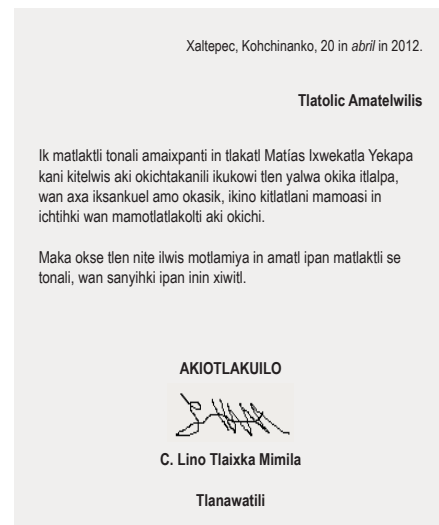 Xaltepec, Kohchinanko, 20 in abril in 2012.
Tlatolic Amatelwilis
Ik matlaktli tonali amaixpanti in tlakatl Matías Ixwekatla Yekapa
kani kitelwis aki okichtakanili ikukowi tlen yalwa okika itlalpa,
wan axa iksankuel amo okasik, ikino kitlatlani mamoasi in
ichtihki wan mamotlatlakolti aki okichi.
Maka okse tlen nite ilwis motlamiya in amatl ipan matlaktli se
tonali, wan sanyihki ipan inin xiwitl.
AKIOTLAKUILO
C. Lino Tlaixka Mimila
Tlanawatili